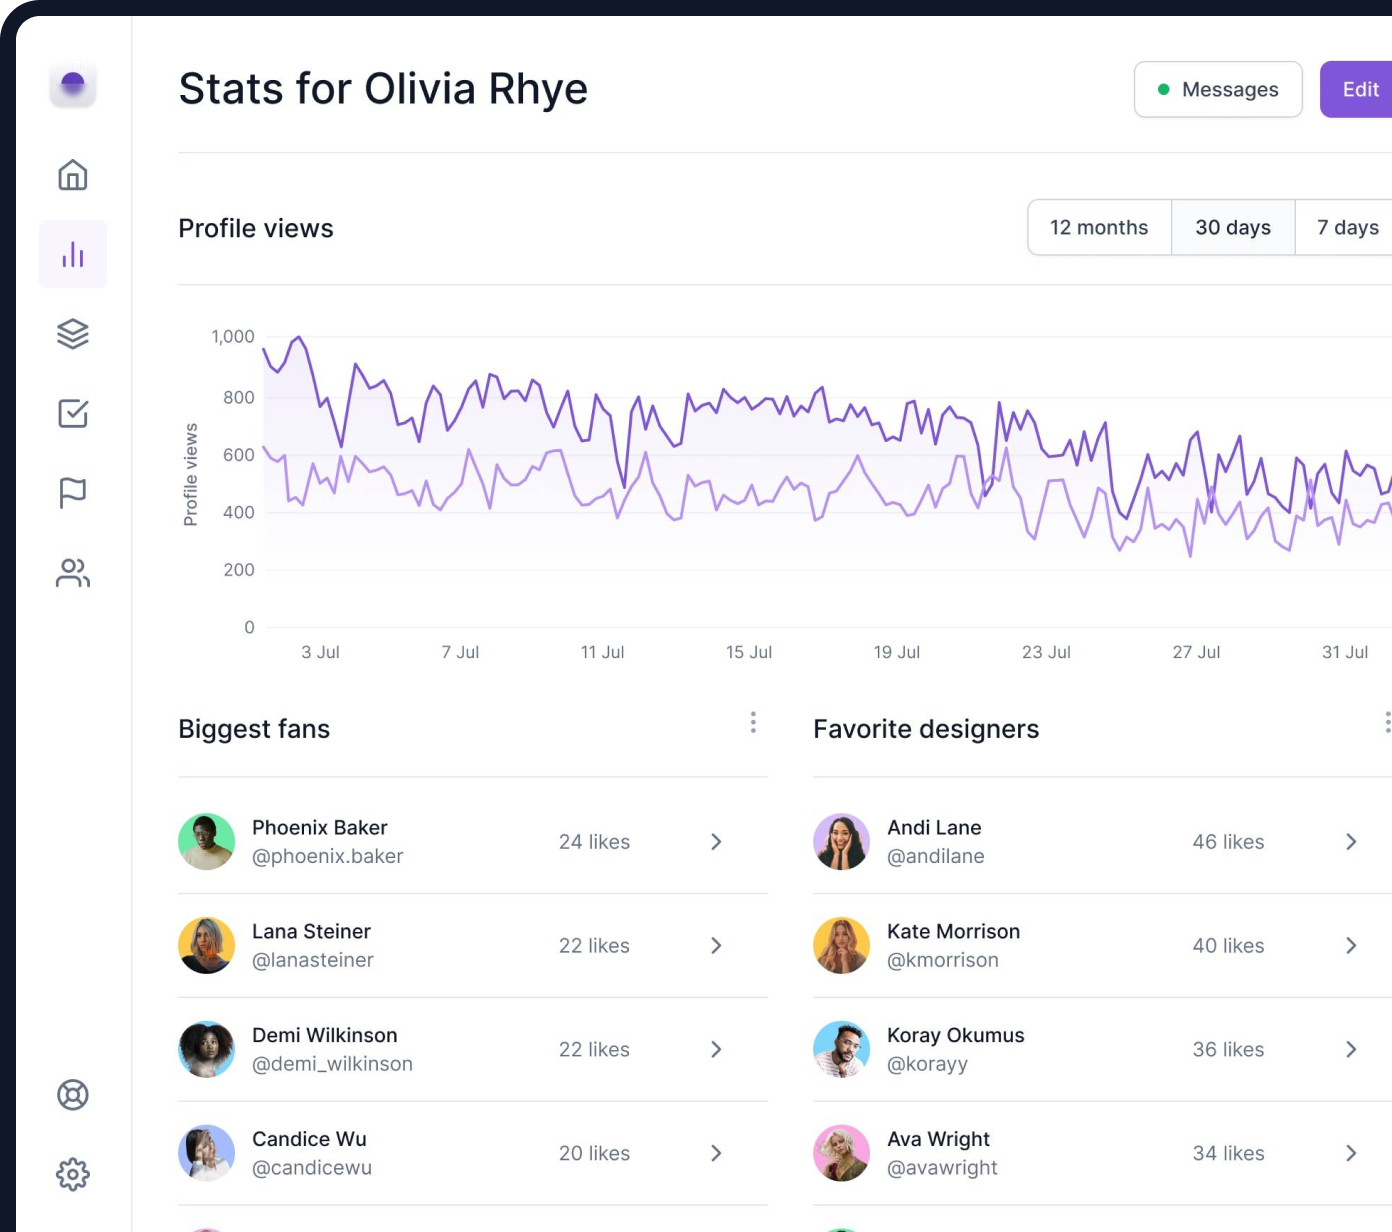 Stats for Olivia Rhye
Messages
Edit
Profile views
12 months
30 days
7 days
1,000
800
600
400
200
0
Profile views
3 Jul
7 Jul
11 Jul
15 Jul
19 Jul
23 Jul
27 Jul
31 Jul
Biggest fans
Phoenix Baker
@phoenix.baker
24 likes
Lana Steiner
@lanasteiner
22 likes
Demi Wilkinson
@demi_wilkinson
22 likes
Candice Wu
@candicewu
20 likes
Favorite designers
Andi Lane
@andilane
46 likes
Kate Morrison
@kmorrison
40 likes
Koray Okumus
@korayy
36 likes
Ava Wright
@avawright
34 likes